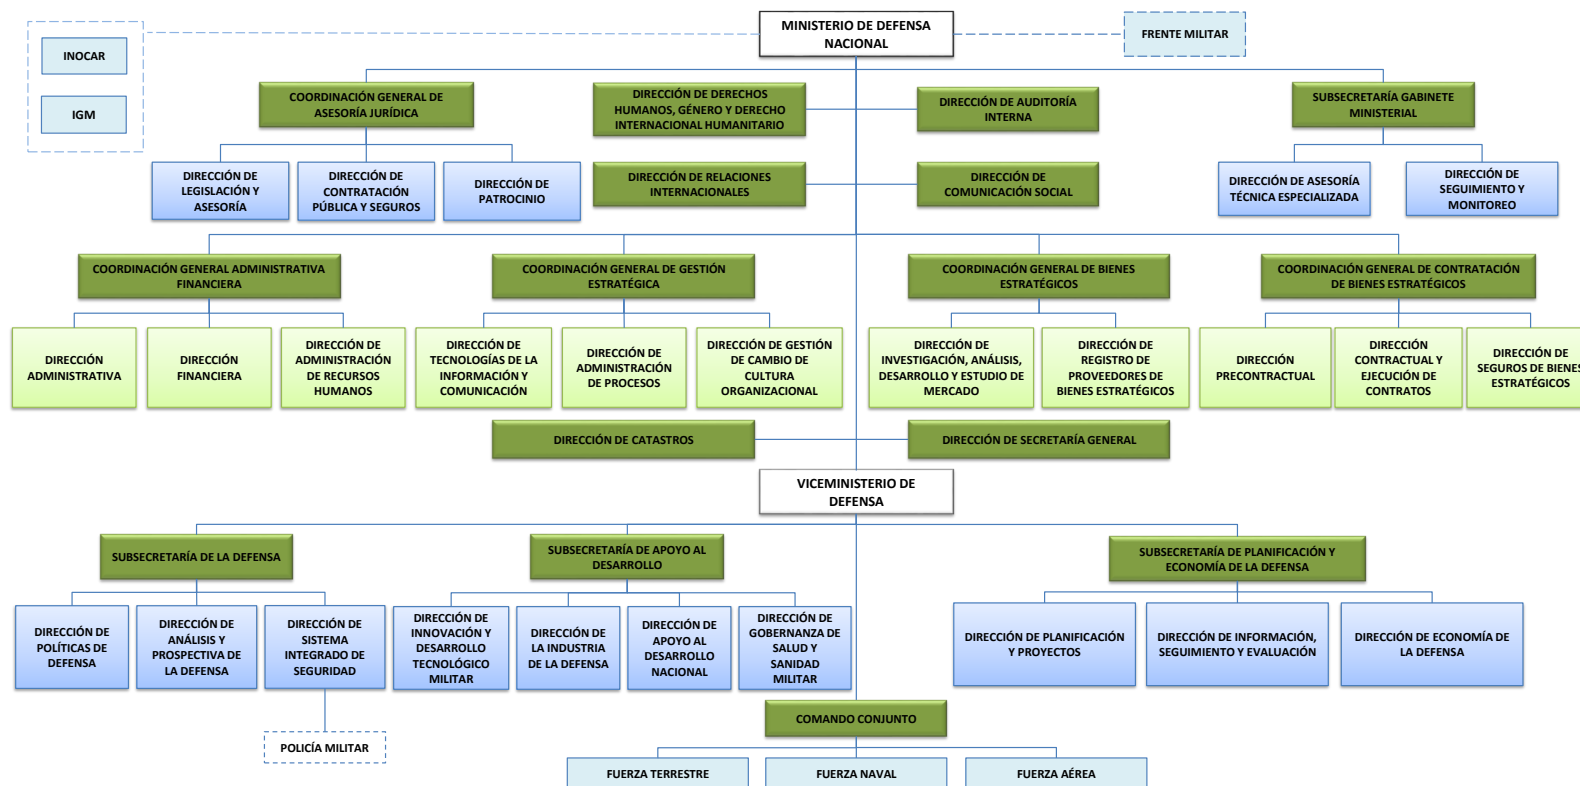 MINISTERIO DE DEFENSA
NACIONAL
FRENTE MILITAR
INOCAR
IGM
COORDINACIÓN GENERAL DE
ASESORÍA JURÍDICA
DIRECCIÓN DE DERECHOS
HUMANOS, GÉNERO Y DERECHO
INTERNACIONAL HUMANITARIO
DIRECCIÓN DE AUDITORÍA
INTERNA
SUBSECRETARÍA GABINETE
MINISTERIAL
DIRECCIÓN DE
LEGISLACIÓN Y
ASESORÍA
DIRECCIÓN DE
CONTRATACIÓN
PÚBLICA Y SEGUROS
DIRECCIÓN DE
PATROCINIO
DIRECCIÓN DE RELACIONES
INTERNACIONALES
DIRECCIÓN DE
COMUNICACIÓN SOCIAL
DIRECCIÓN DE ASESORÍA
TÉCNICA ESPECIALIZADA
DIRECCIÓN DE
SEGUIMIENTO Y
MONITOREO
COORDINACIÓN GENERAL ADMINISTRATIVA
FINANCIERA
COORDINACIÓN GENERAL DE GESTIÓN
ESTRATÉGICA
COORDINACIÓN GENERAL DE BIENES
ESTRATÉGICOS
COORDINACIÓN GENERAL DE CONTRATACIÓN
DE BIENES ESTRATÉGICOS
DIRECCIÓN
ADMINISTRATIVA
DIRECCIÓN
FINANCIERA
DIRECCIÓN DE
ADMINISTRACIÓN
DE RECURSOS
HUMANOS
DIRECCIÓN DE
TECNOLOGÍAS DE LA
INFORMACIÓN Y
COMUNICACIÓN
DIRECCIÓN DE
ADMINISTRACIÓN
DE PROCESOS
DIRECCIÓN DE GESTIÓN
DE CAMBIO DE
CULTURA
ORGANIZACIONAL
DIRECCIÓN DE
INVESTIGACIÓN, ANÁLISIS,
DESARROLLO Y ESTUDIO DE
MERCADO
DIRECCIÓN DE
REGISTRO DE
PROVEEDORES DE
BIENES ESTRATÉGICOS
DIRECCIÓN
PRECONTRACTUAL
DIRECCIÓN
CONTRACTUAL Y
EJECUCIÓN DE
CONTRATOS
DIRECCIÓN DE
SEGUROS DE BIENES
ESTRATÉGICOS
DIRECCIÓN DE CATASTROS
DIRECCIÓN DE SECRETARÍA GENERAL
VICEMINISTERIO DE
DEFENSA
SUBSECRETARÍA DE LA DEFENSA
SUBSECRETARÍA DE APOYO AL
DESARROLLO
SUBSECRETARÍA DE PLANIFICACIÓN Y
ECONOMÍA DE LA DEFENSA
DIRECCIÓN DE
POLÍTICAS DE
DEFENSA
DIRECCIÓN DE
ANÁLISIS Y
PROSPECTIVA DE
LA DEFENSA
DIRECCIÓN DE
SISTEMA
INTEGRADO DE
SEGURIDAD
DIRECCIÓN DE
INNOVACIÓN Y
DESARROLLO
TECNOLÓGICO
MILITAR
DIRECCIÓN DE
LA INDUSTRIA
DE LA DEFENSA
DIRECCIÓN DE
APOYO AL
DESARROLLO
NACIONAL
DIRECCIÓN DE
GOBERNANZA DE
SALUD Y
SANIDAD
MILITAR
DIRECCIÓN DE PLANIFICACIÓN
Y PROYECTOS
DIRECCIÓN DE INFORMACIÓN,
SEGUIMIENTO Y EVALUACIÓN
DIRECCIÓN DE ECONOMÍA DE
LA DEFENSA
POLICÍA MILITAR
COMANDO CONJUNTO
FUERZA TERRESTRE
FUERZA NAVAL
FUERZA AÉREA